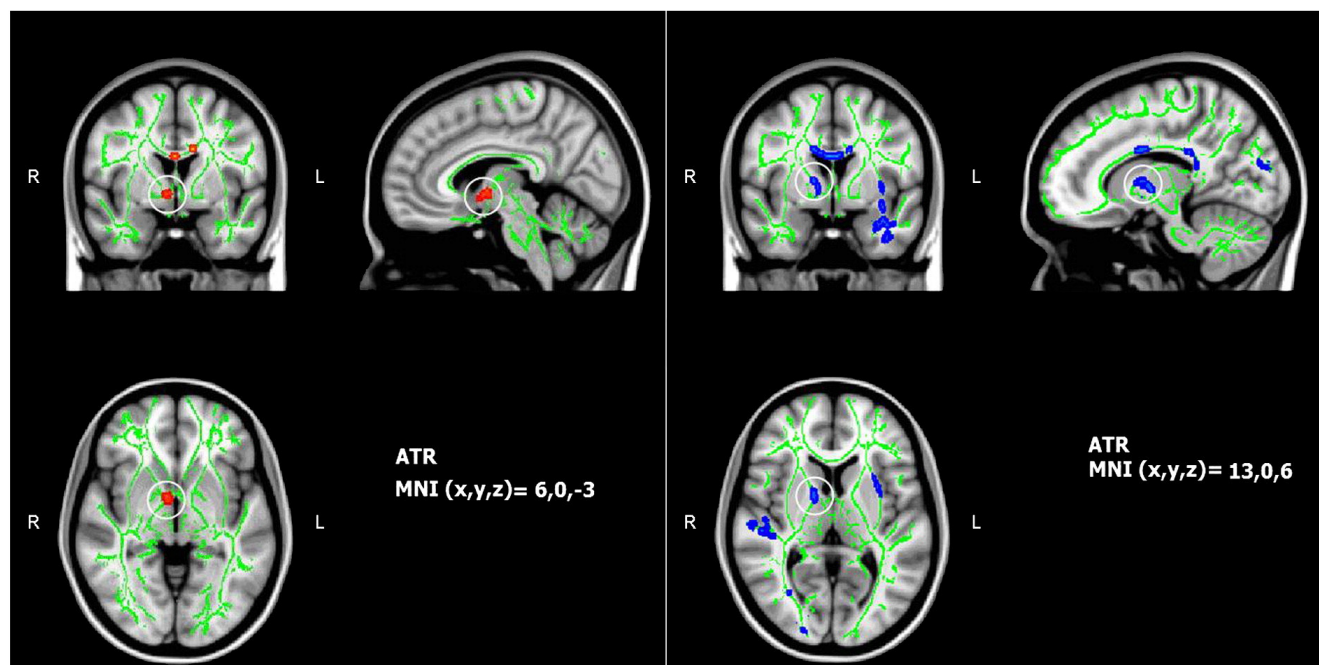 R
L
R
L
ATR
MNI (x,y,z)= 6,0,-3
R
L
R
L
ATR
MNI (x,y,z)= 13,0,6